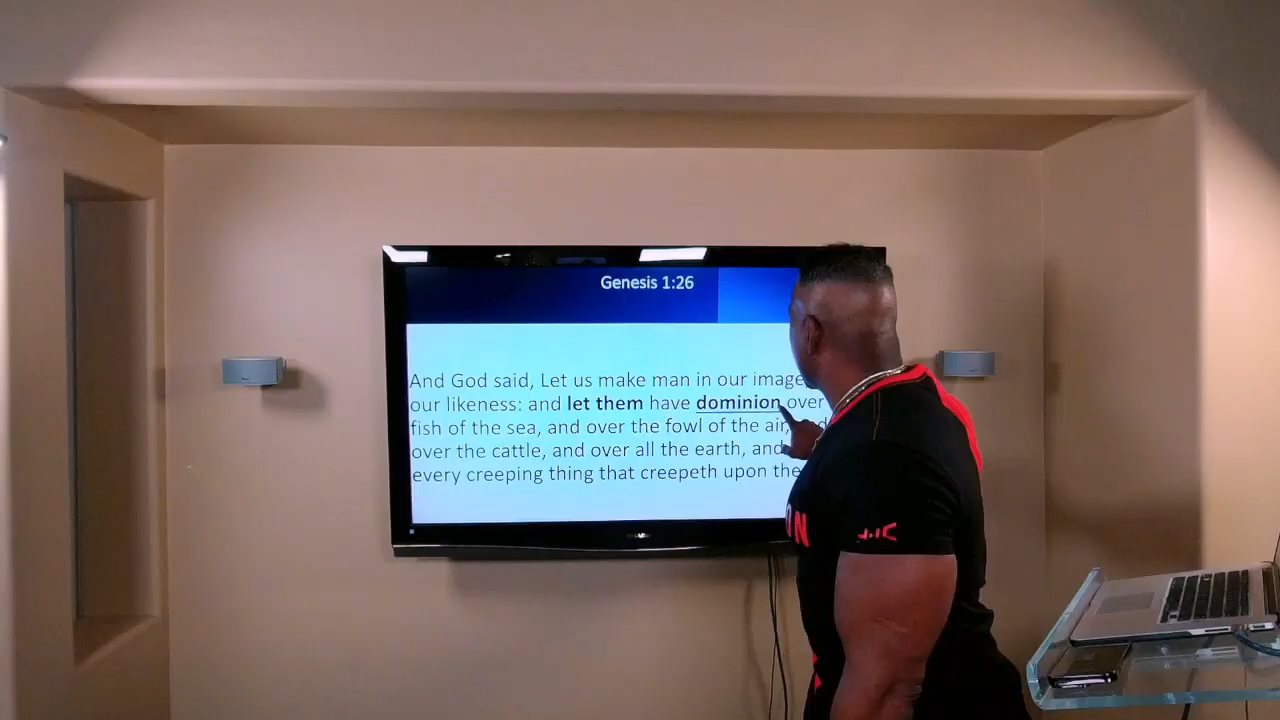 Genesis 1:26
And God said, Let us make man in our image
our likeness: and let them have dominion over
fish of the sea, and over the fowl of the air,
over the cattle, and over all the earth, and
every creeping thing that creepeth upon the